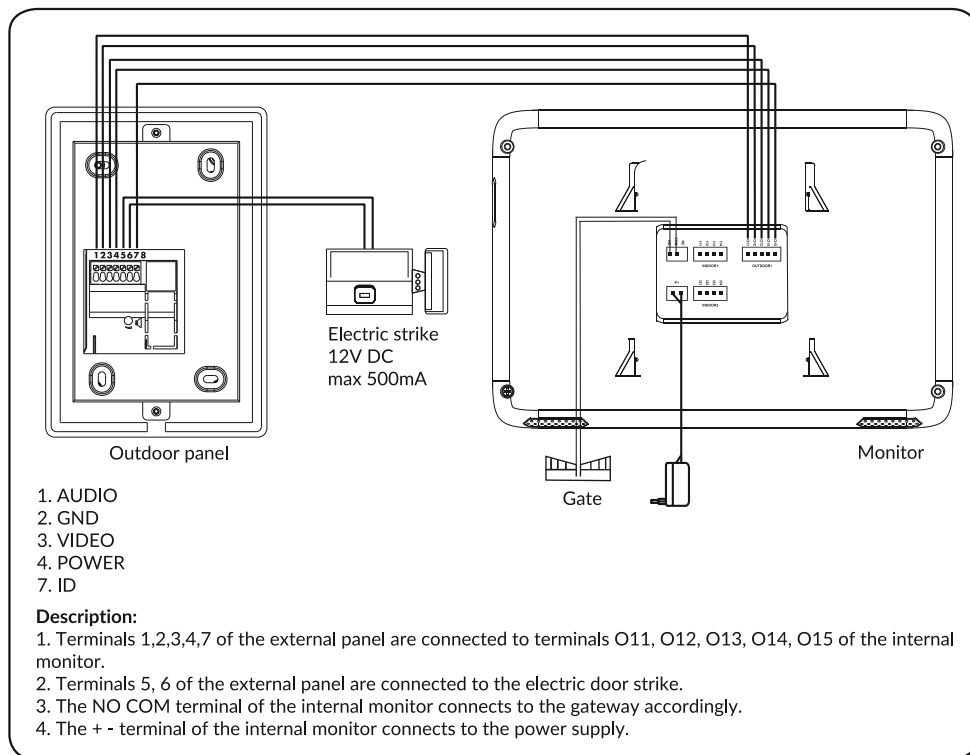 12345678
Electric strike
12V DC
max 500mA
INDOOR1
OUTDOOR1
INDOOR2
Outdoor panel
Monitor
Gate
1. AUDIO
2. GND
3. VIDEO
4. POWER
7. ID
Description:
1. Terminals 1,2,3,4,7 of the external panel are connected to terminals O11, O12, O13, O14, O15 of the internal
monitor.
2. Terminals 5, 6 of the external panel are connected to the electric door strike.
3. The NO COM terminal of the internal monitor connects to the gateway accordingly.
4. The + - terminal of the internal monitor connects to the power supply.